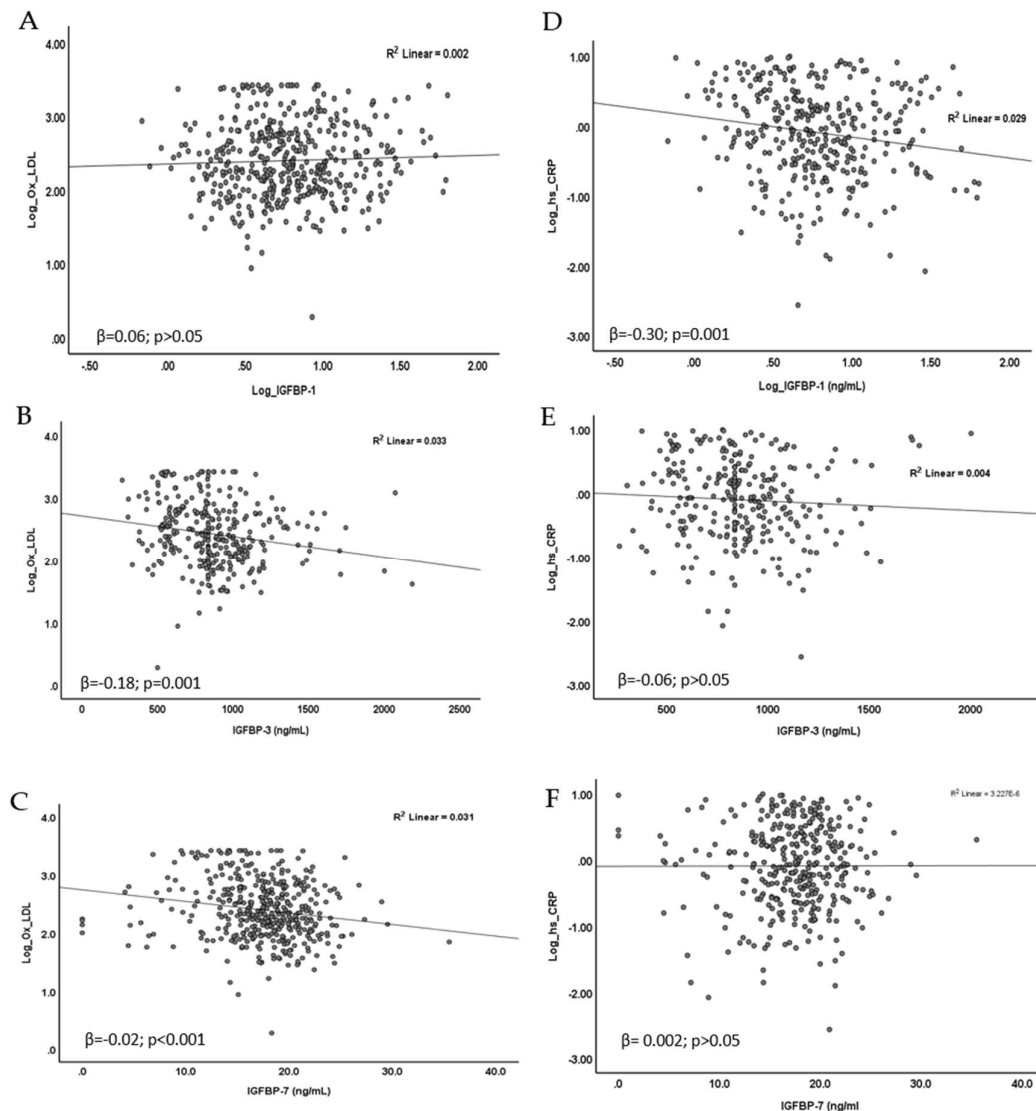 A
4.00
R² Linear = 0.002
3.00
Log_Ox_LDL
2.00
1.00
β=0.06; p>0.05
.00
-.50 .00 .50 1.00 1.50 2.00
Log_IGFBP-1
D
1.00
R² Linear = 0.029
.00
Log_hs_CRP
-1.00
-2.00
β=-0.30; p=0.001
-3.00
-.50 .00 .50 1.00 1.50 2.00
Log_IGFBP-1 (ng/mL)
B
4.0
R² Linear = 0.033
3.0
Log_Ox_LDL
2.0
1.0
β=-0.18; p=0.001
.0
0 500 1000 1500 2000 2500
IGFBP-3 (ng/mL)
E
1.00
R² Linear = 0.004
.00
Log_hs_CRP
-1.00
-2.00
β=-0.06; p>0.05
-3.00
500 1000 1500 2000
IGFBP-3 (ng/mL)
C
4.0
R² Linear = 0.031
3.0
Log_Ox_LDL
2.0
1.0
β=-0.02; p<0.001
.0
.0 10.0 20.0 30.0 40.0
IGFBP-7 (ng/mL)
F
1.00
R² Linear = 3.227E-6
.00
Log_hs_CRP
-1.00
-2.00
β= 0.002; p>0.05
-3.00
.0 10.0 20.0 30.0 40.0
IGFBP-7 (ng/ml